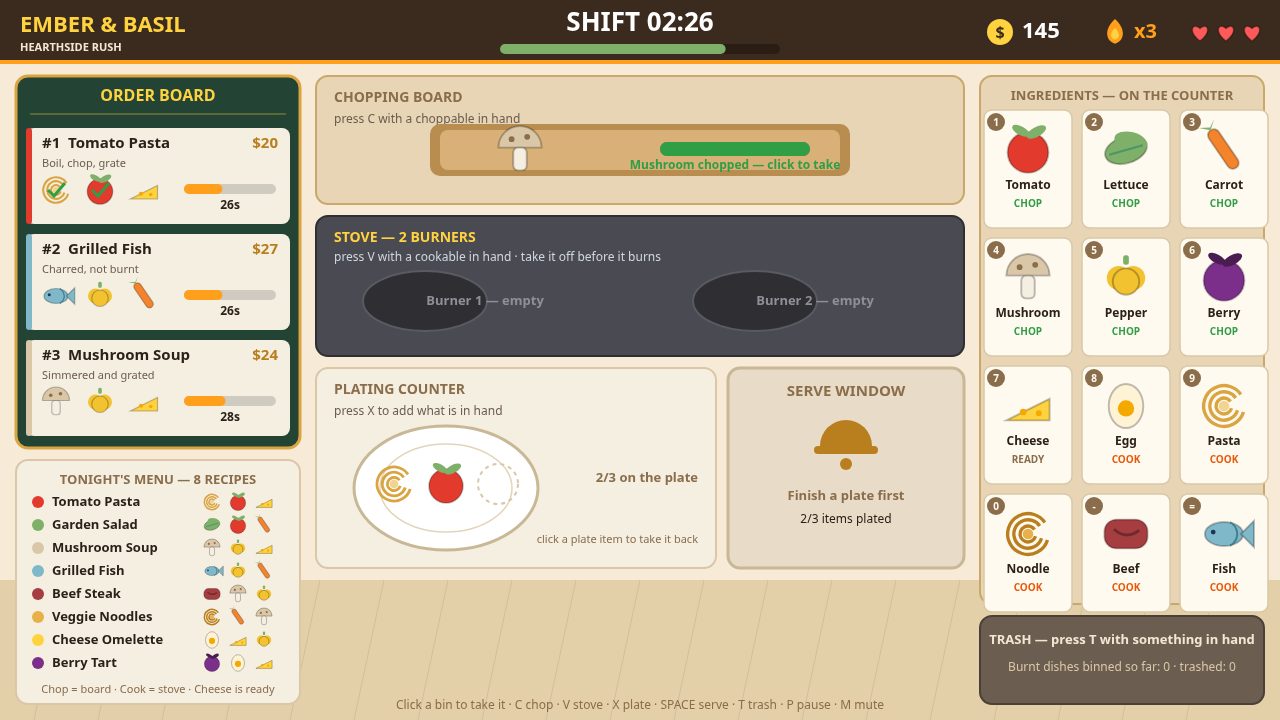 EMBER & BASIL
HEARTHSIDE RUSH
SHIFT 02:26
$ 145
x3
ORDER BOARD
#1 Tomato Pasta $20
Boil, chop, grate
26s
#2 Grilled Fish $27
Charred, not burnt
26s
#3 Mushroom Soup $24
Simmered and grated
28s
TONIGHT'S MENU — 8 RECIPES
Tomato Pasta
Garden Salad
Mushroom Soup
Grilled Fish
Beef Steak
Veggie Noodles
Cheese Omelette
Berry Tart
Chop = board · Cook = stove · Cheese is ready
CHOPPING BOARD
press C with a choppable in hand
Mushroom chopped — click to take
STOVE — 2 BURNERS
press V with a cookable in hand · take it off before it burns
Burner 1 — empty
Burner 2 — empty
PLATING COUNTER
press X to add what is in hand
2/3 on the plate
click a plate item to take it back
SERVE WINDOW
Finish a plate first
2/3 items plated
INGREDIENTS — ON THE COUNTER
1
Tomato
CHOP
2
Lettuce
CHOP
3
Carrot
CHOP
4
Mushroom
CHOP
5
Pepper
CHOP
6
Berry
CHOP
7
Cheese
READY
8
Egg
COOK
9
Pasta
COOK
0
Noodle
COOK
-
Beef
COOK
=
Fish
COOK
TRASH — press T with something in hand
Burnt dishes binned so far: 0 · trashed: 0
Click a bin to take it · C chop · V stove · X plate · SPACE serve · T trash · P pause · M mute